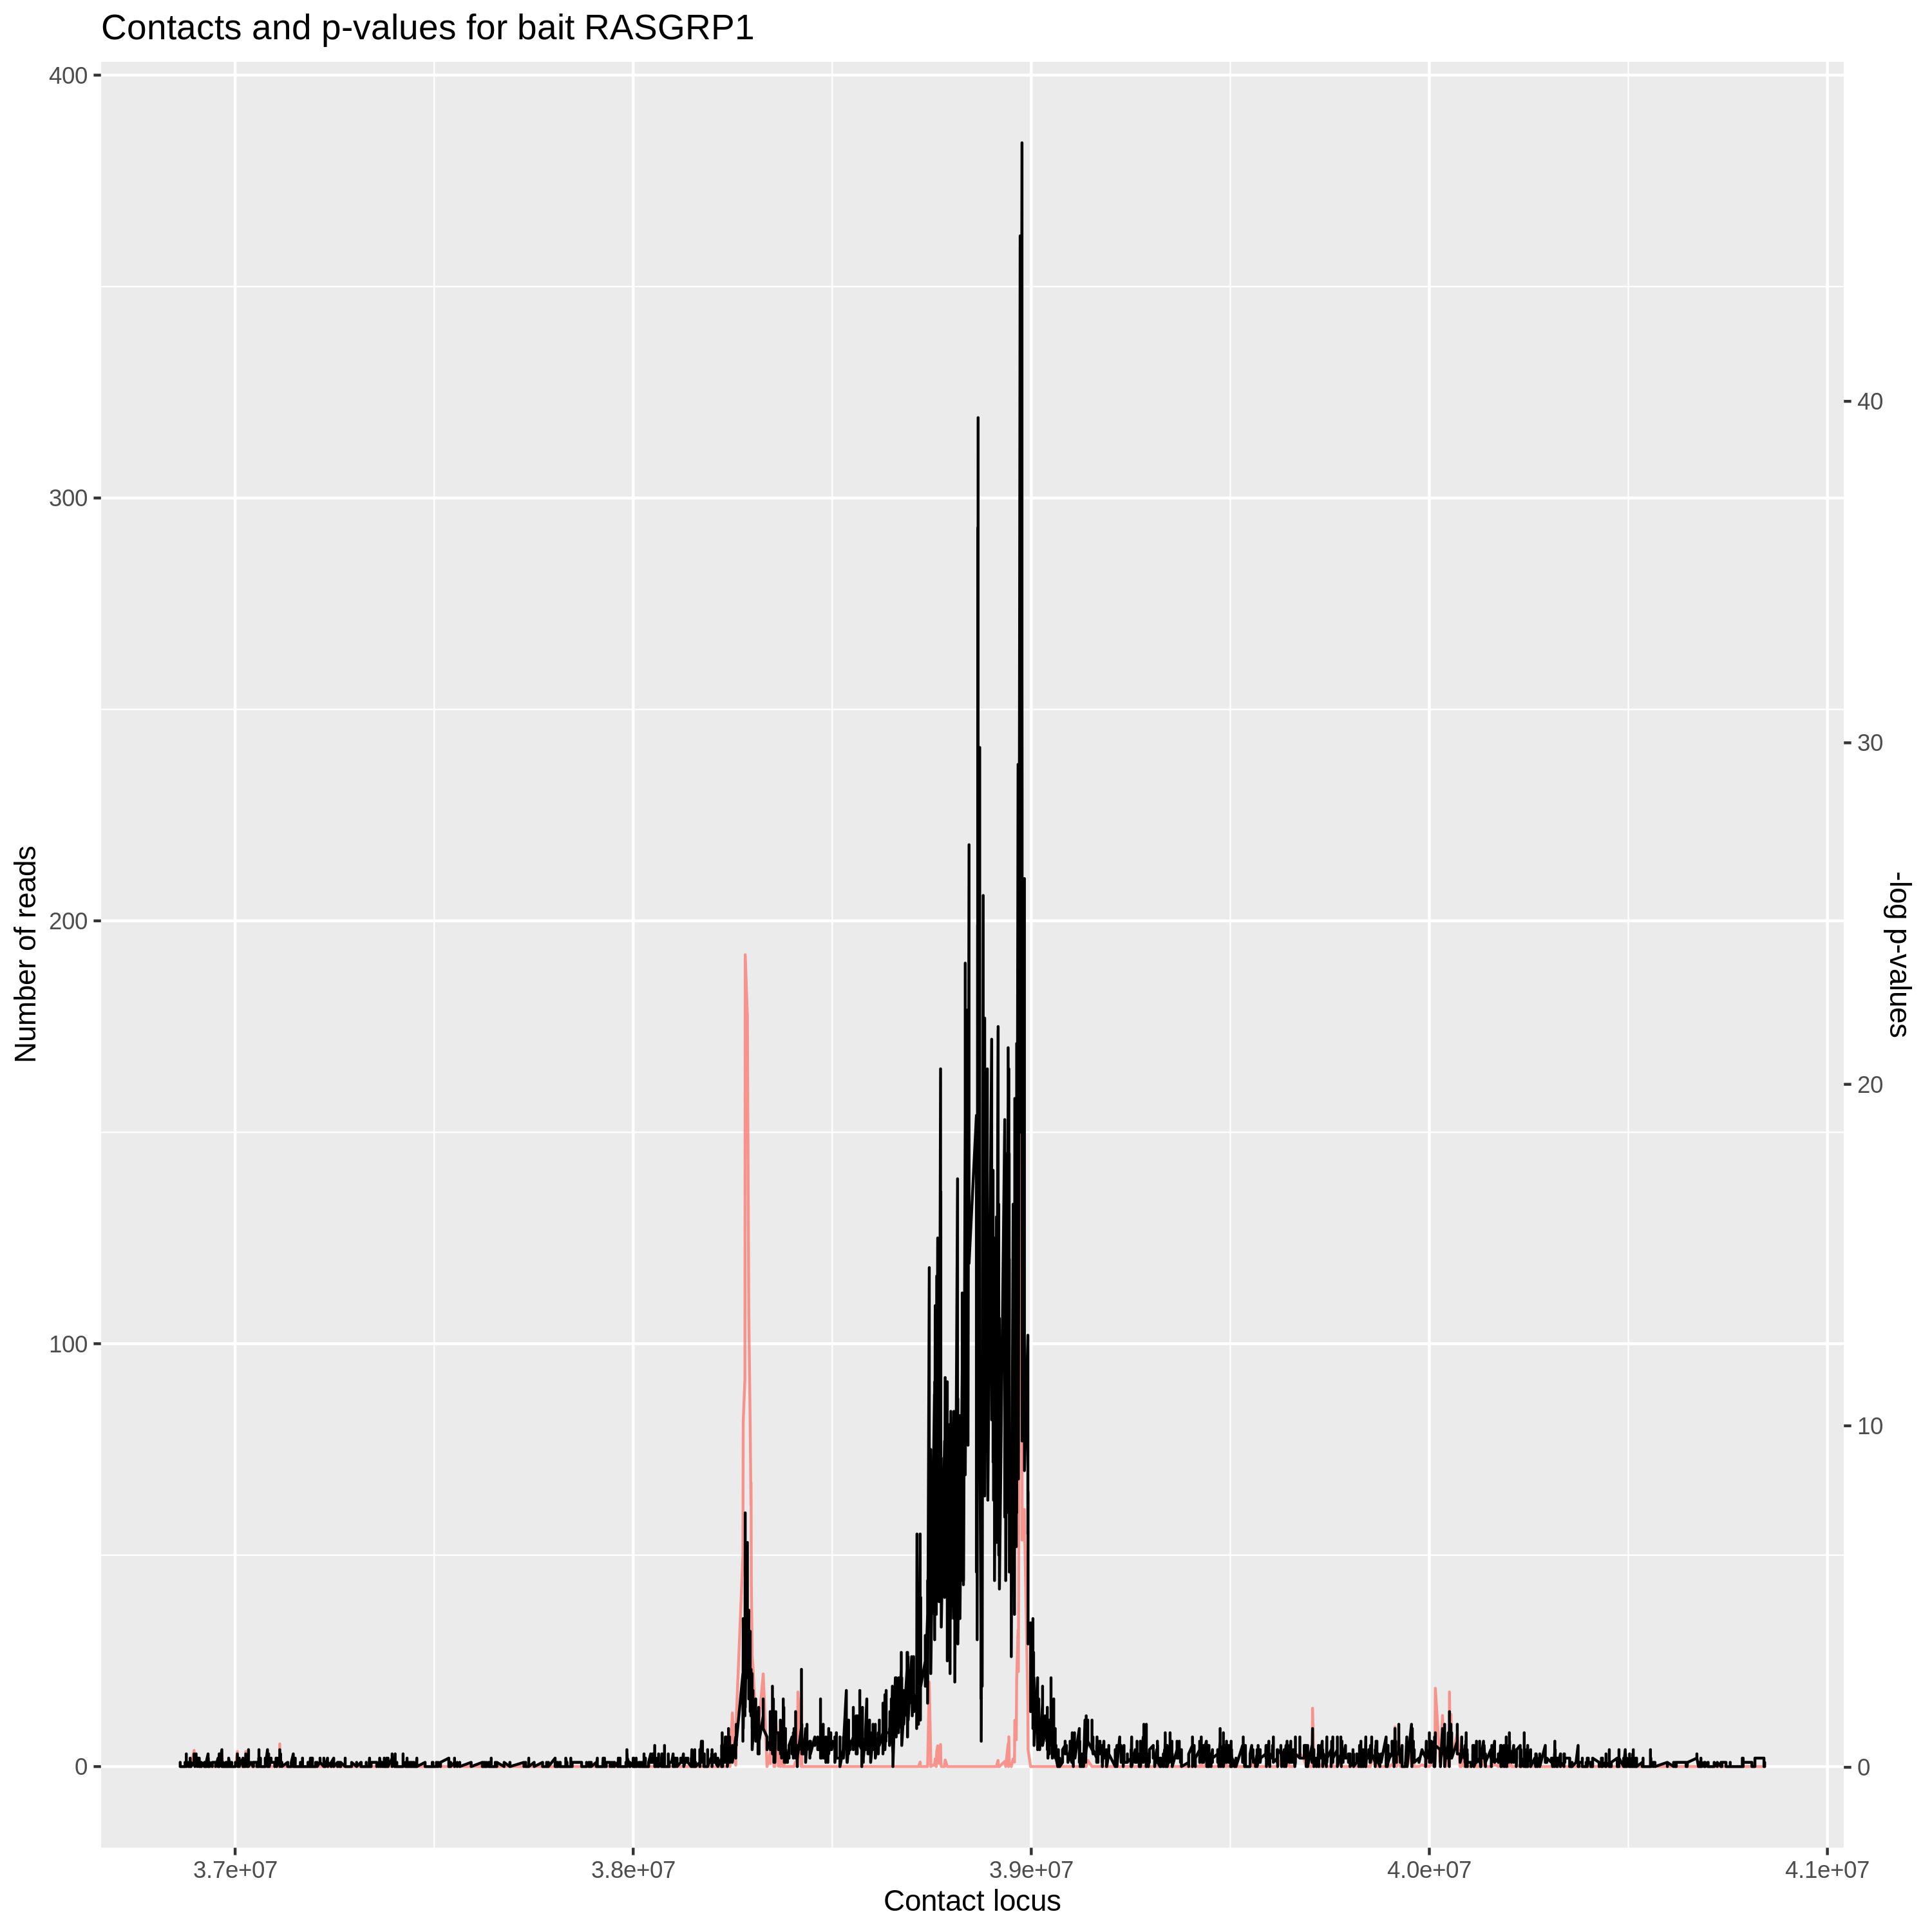 Contacts and p-values for bait RASGRP1
400
300
200
100
0
Number of reads
40
30
20
10
0
-log p-values
3.7e+07
3.8e+07
3.9e+07
4.0e+07
4.1e+07
Contact locus